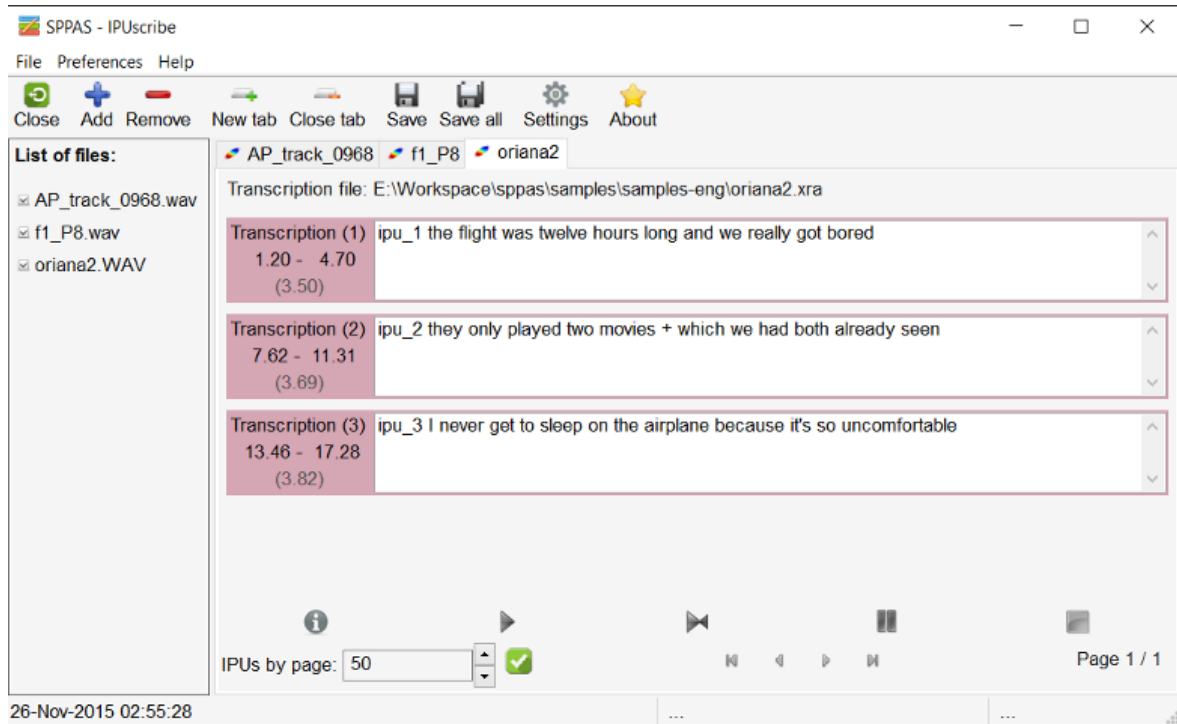 SPPAS - IPUscribe
File Preferences Help
Close Add Remove New tab Close tab Save Save all Settings About
List of files:
AP_track_0968.wav
f1_P8.wav
oriana2.WAV
AP_track_0968 f1_P8 oriana2
Transcription file: E:\Workspace\sppas\samples\samples-eng\oriana2.xra
Transcription (1) ipu_1 the flight was twelve hours long and we really got bored
1.20 - 4.70
(3.50)
Transcription (2) ipu_2 they only played two movies + which we had both already seen
7.62 - 11.31
(3.69)
Transcription (3) ipu_3 I never get to sleep on the airplane because it's so uncomfortable
13.46 - 17.28
(3.82)
IPUs by page: 50
Page 1 / 1
26-Nov-2015 02:55:28
...
...